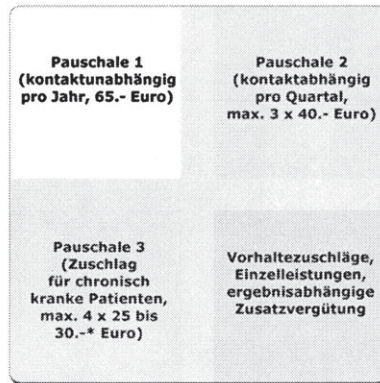 Pauschale 1
(kontaktunabhängig
pro Jahr, 65.- Euro)
Pauschale 2
(kontaktabhängig
pro Quartal,
max. 3 x 40.- Euro)
Pauschale 3
(Zuschlag
für chronisch
kranke Patienten,
max. 4 x 25 bis
30.-* Euro)
Vorhaltezuschläge,
Einzelleistungen,
ergebnisabhängige
Zusatzvergütung